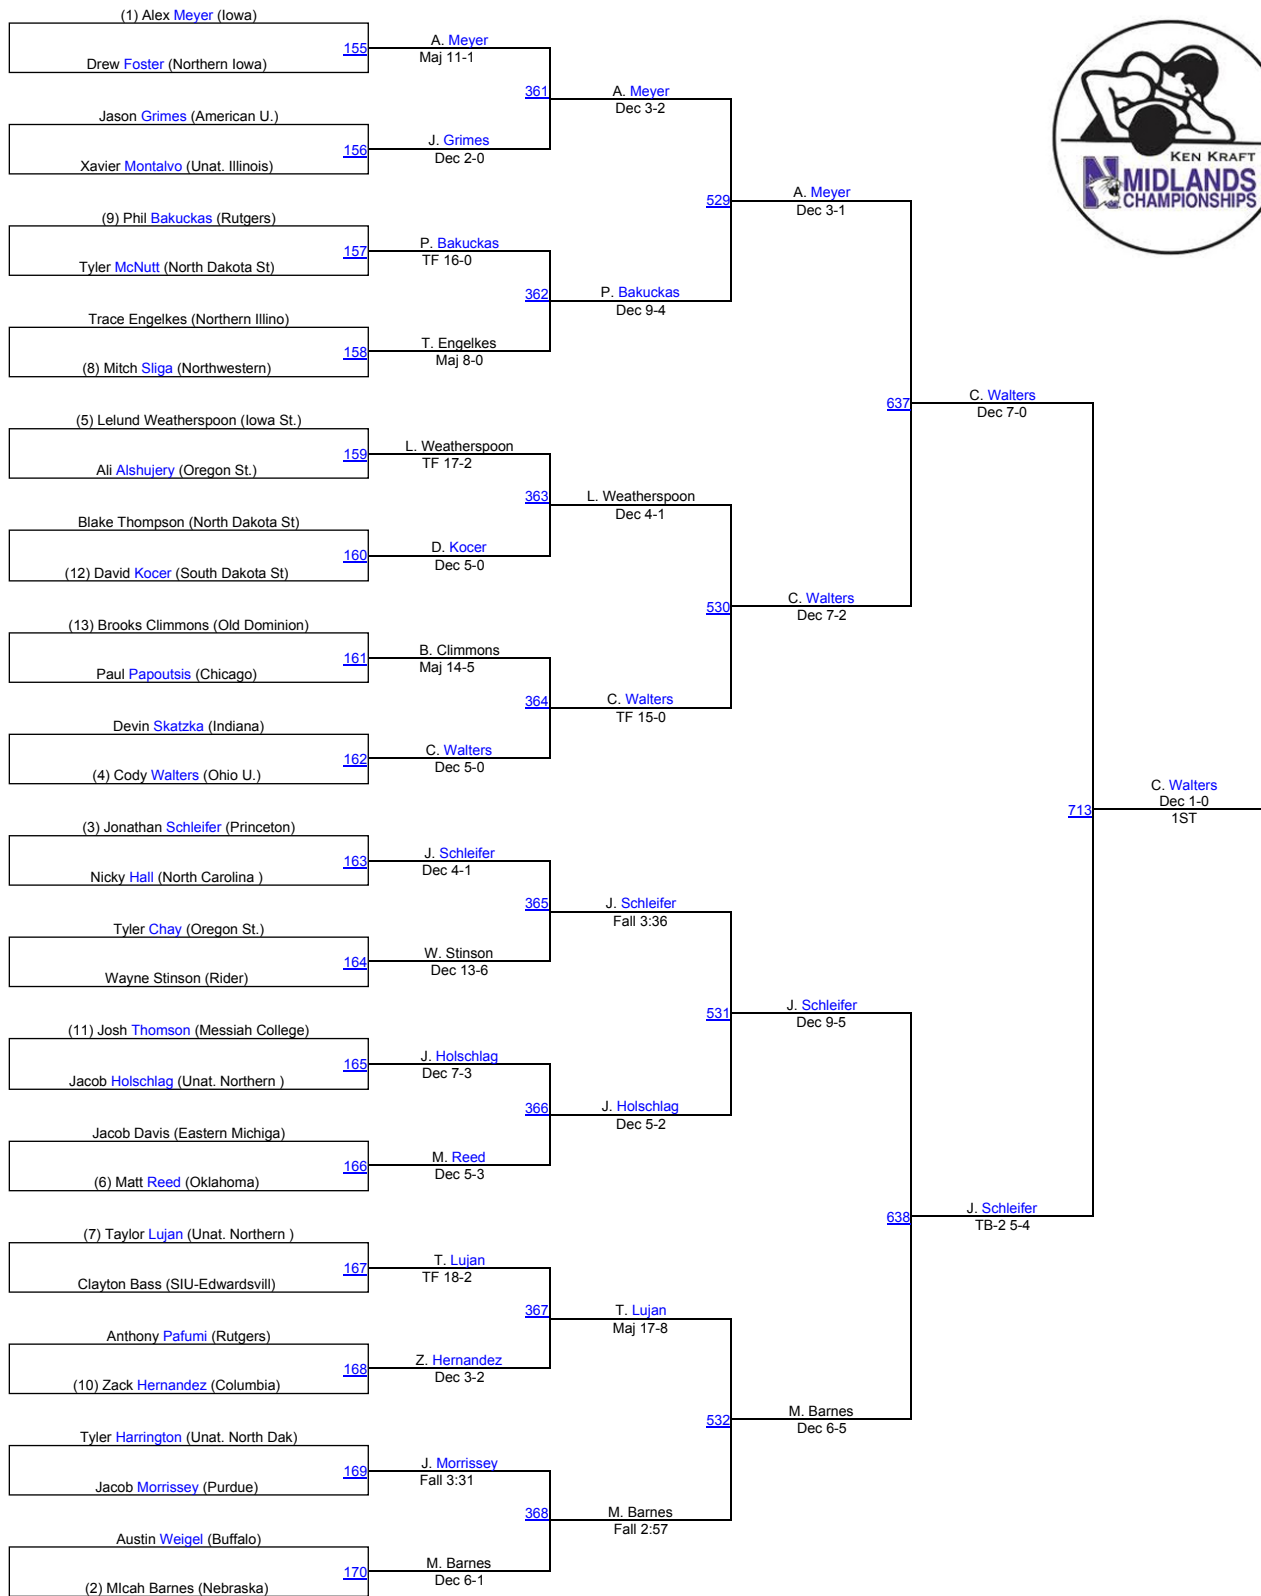 (1) Alex Meyer (Iowa)
155
Drew Foster (Northern Iowa)
A. Meyer
Maj 11-1
361
Jason Grimes (American U.)
156
Xavier Montalvo (Unat. Illinois)
J. Grimes
Dec 2-0
A. Meyer
Dec 3-2
529
(9) Phil Bakuckas (Rutgers)
157
Tyler McNutt (North Dakota St)
P. Bakuckas
TF 16-0
362
Trace Engelkes (Northern Illino)
158
(8) Mitch Sliga (Northwestern)
T. Engelkes
Maj 8-0
P. Bakuckas
Dec 9-4
A. Meyer
Dec 3-1
637
(5) Lelund Weatherspoon (Iowa St.)
159
Ali Alshujery (Oregon St.)
L. Weatherspoon
TF 17-2
363
Blake Thompson (North Dakota St)
160
(12) David Kocer (South Dakota St)
D. Kocer
Dec 5-0
L. Weatherspoon
Dec 4-1
530
(13) Brooks Climmons (Old Dominion)
161
Paul Papoutsis (Chicago)
B. Climmons
Maj 14-5
364
Devin Skatzka (Indiana)
162
(4) Cody Walters (Ohio U.)
C. Walters
Dec 5-0
C. Walters
TF 15-0
C. Walters
Dec 7-2
C. Walters
Dec 7-0
713
(3) Jonathan Schleifer (Princeton)
163
Nicky Hall (North Carolina )
J. Schleifer
Dec 4-1
365
Tyler Chay (Oregon St.)
164
Wayne Stinson (Rider)
W. Stinson
Dec 13-6
J. Schleifer
Fall 3:36
531
(11) Josh Thomson (Messiah College)
165
Jacob Holschlag (Unat. Northern )
J. Holschlag
Dec 7-3
366
Jacob Davis (Eastern Michiga)
166
(6) Matt Reed (Oklahoma)
M. Reed
Dec 5-3
J. Holschlag
Dec 5-2
J. Schleifer
Dec 9-5
638
(7) Taylor Lujan (Unat. Northern )
167
Clayton Bass (SIU-Edwardsvill)
T. Lujan
TF 18-2
367
Anthony Pafumi (Rutgers)
168
(10) Zack Hernandez (Columbia)
Z. Hernandez
Dec 3-2
T. Lujan
Maj 17-8
532
Tyler Harrington (Unat. North Dak)
169
Jacob Morrissey (Purdue)
J. Morrissey
Fall 3:31
368
Austin Weigel (Buffalo)
170
(2) MIcah Barnes (Nebraska)
M. Barnes
Dec 6-1
M. Barnes
Fall 2:57
M. Barnes
Dec 6-5
J. Schleifer
TB-2 5-4
C. Walters
Dec 1-0
1ST
KEN KRAFT
N MIDLANDS
CHAMPIONSHIPS